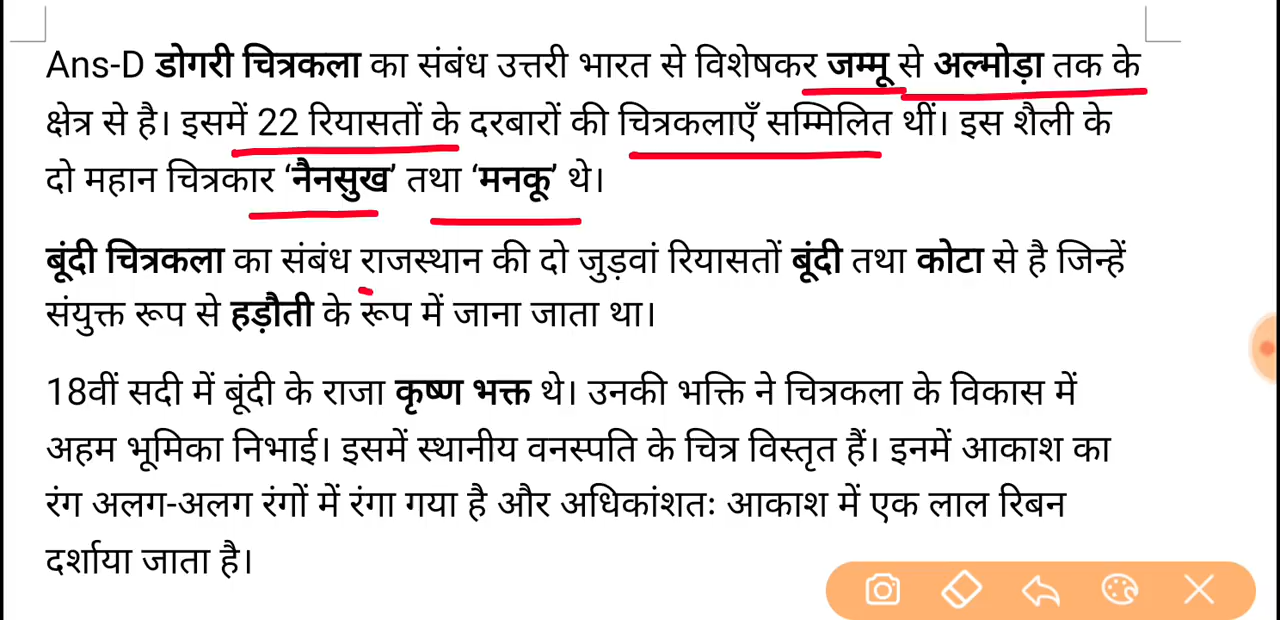 Ans-D डोगरी चित्रकला का संबंध उत्तरी भारत से विशेषकर जम्मू से अल्मोड़ा तक के
क्षेत्र से है। इसमें 22 रियासतों के दरबारों की चित्रकलाएँ सम्मिलित थीं। इस शैली के
दो महान चित्रकार ‘नैनसुख’ तथा ‘मनकू’ थे।
बूंदी चित्रकला का संबंध राजस्थान की दो जुड़वां रियासतों बूंदी तथा कोटा से है जिन्हें
संयुक्त रूप से हड़ौती के रूप में जाना जाता था।
18वीं सदी में बूंदी के राजा कृष्ण भक्त थे। उनकी भक्ति ने चित्रकला के विकास में
अहम भूमिका निभाई। इसमें स्थानीय वनस्पति के चित्र विस्तृत हैं। इनमें आकाश का
रंग अलग-अलग रंगों में रंगा गया है और अधिकांशतः आकाश में एक लाल रिबन
दर्शाया जाता है।